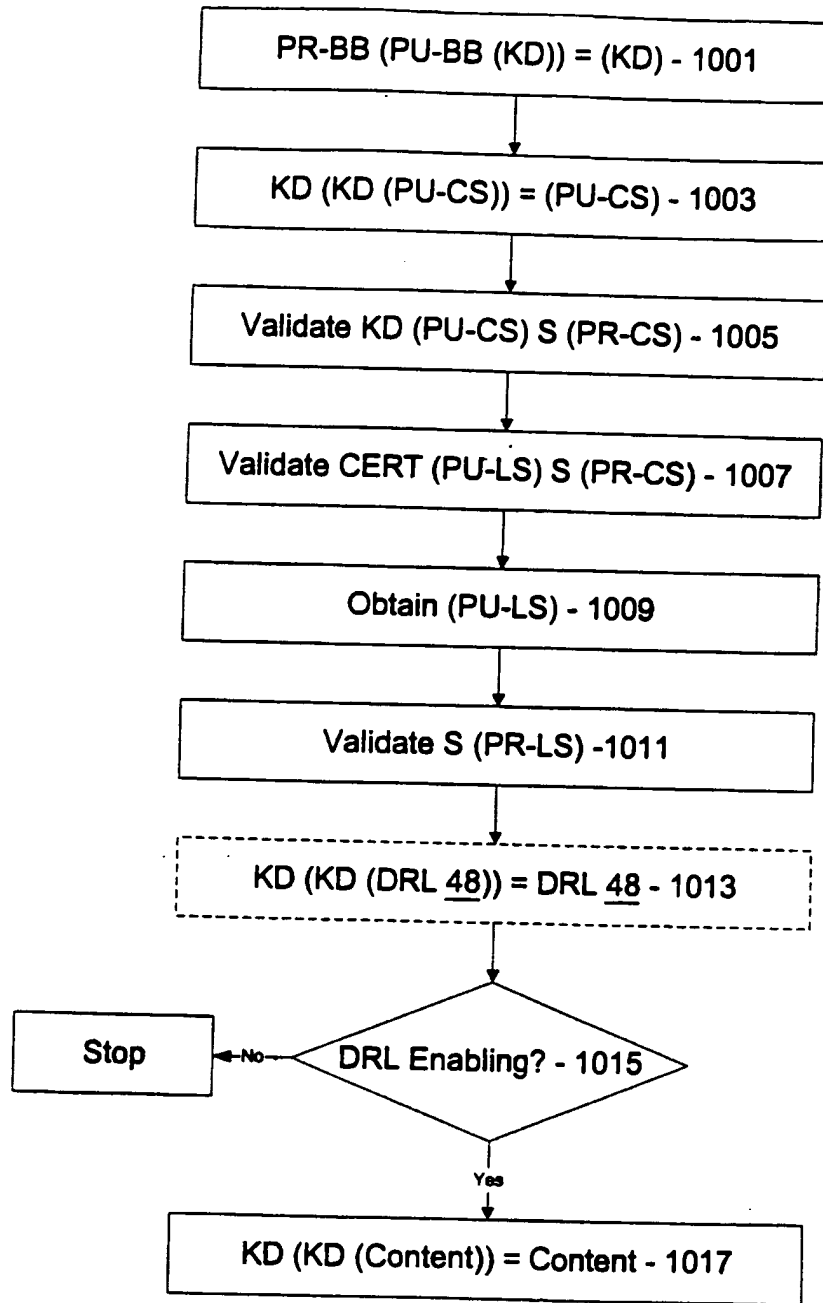 PR-BB (PU-BB (KD)) = (KD) - 1001
KD (KD (PU-CS)) = (PU-CS) - 1003
Validate KD (PU-CS) S (PR-CS) - 1005
Validate CERT (PU-LS) S (PR-CS) - 1007
Obtain (PU-LS) - 1009
Validate S (PR-LS) -1011
KD (KD (DRL 48)) = DRL 48 - 1013
DRL Enabling? - 1015
No
Stop
Yes
KD (KD (Content)) = Content - 1017